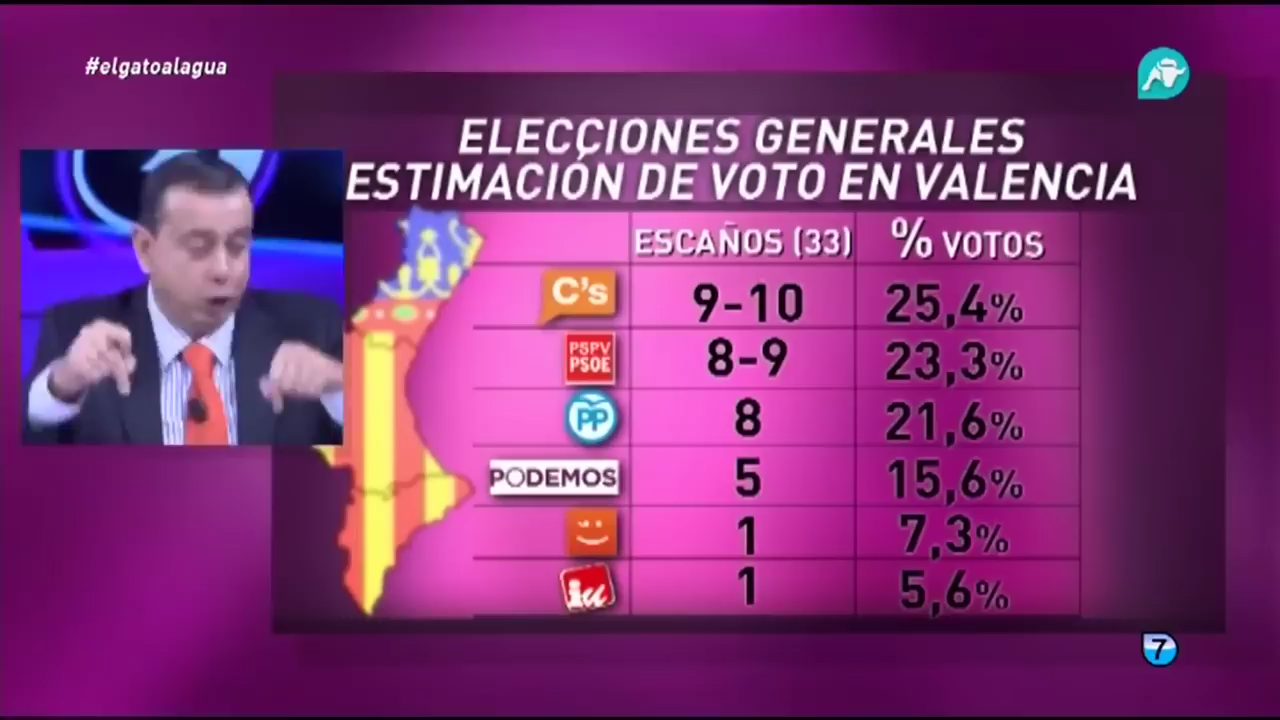 #elgatoalagua
ELECCIONES GENERALES
ESTIMACIÓN DE VOTO EN VALENCIA
ESCAÑOS (33) % VOTOS
C's 9-10 25,4%
PSPV
PSOE 8-9 23,3%
PP 8 21,6%
PODEMOS 5 15,6%
1 7,3%
iu 1 5,6%
7